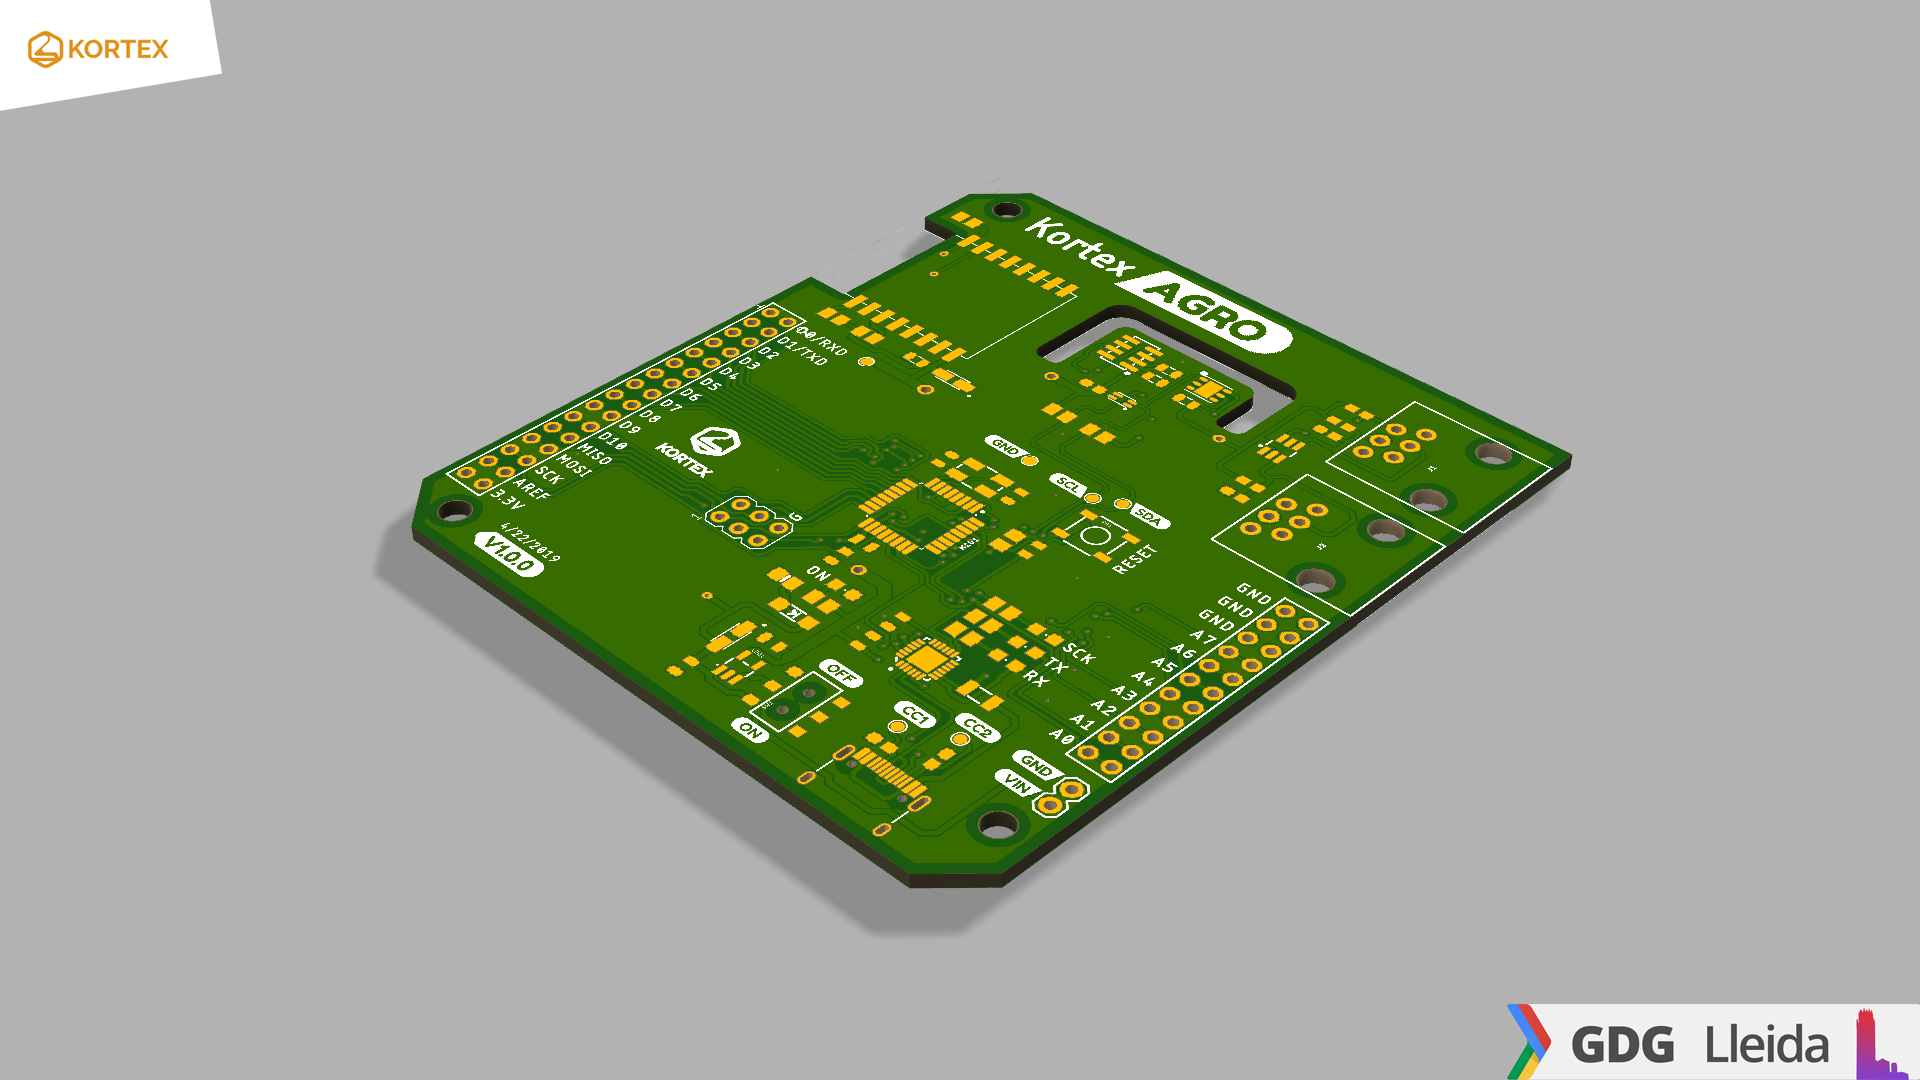 KORTEX
Kortex
AGRO
D0/RXD
D1/TXD
D2
D3
D4
D5
D6
D7
D8
D9
D10
MISO
MOSI
SCK
AREF
3.3V
KORTEX
4/22/2019
V1.0.0
GND
SCL
SDA
RESET
ON
K
SCK
TX
RX
OFF
ON
CC1
CC2
GND
GND
GND
A7
A6
A5
A4
A3
A2
A1
A0
GND
VIN
GDG Lleida